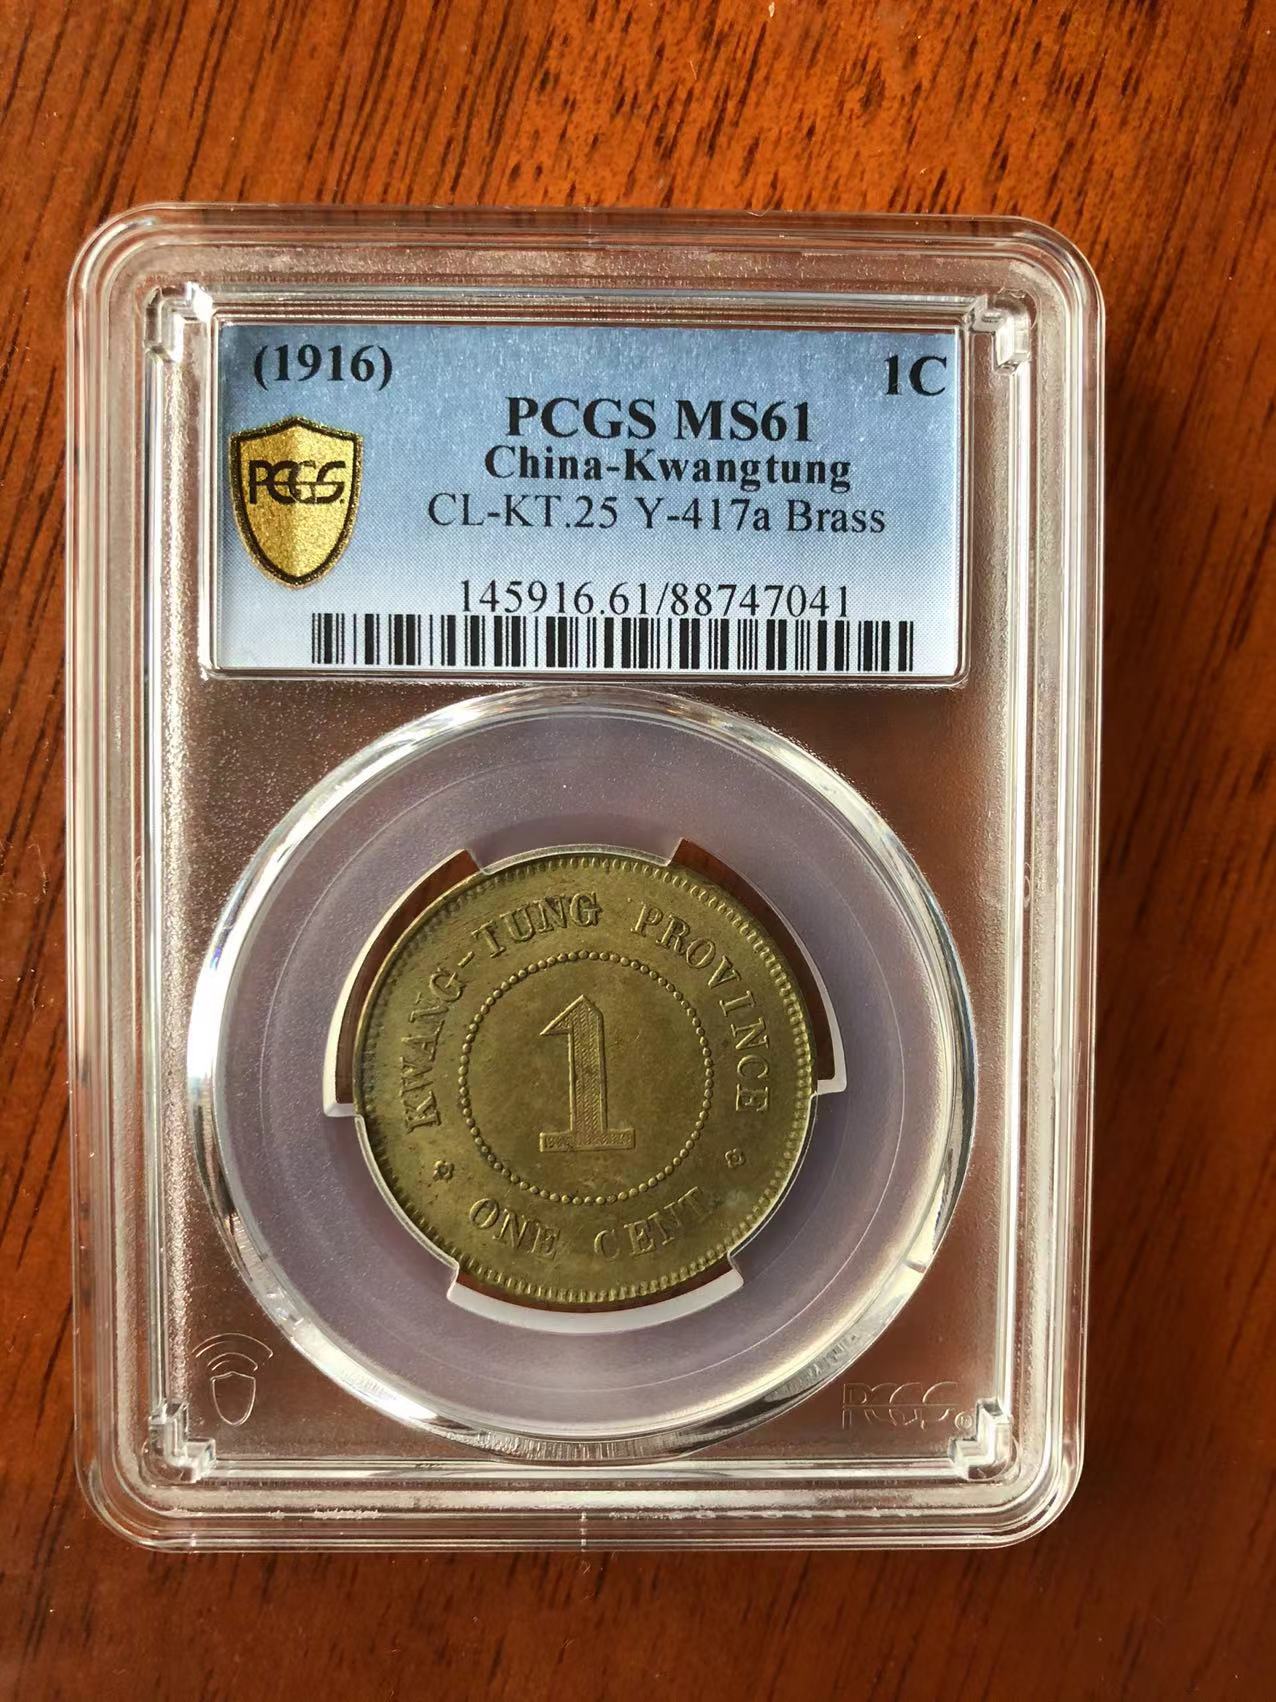 (1916) 1C
PCGS MS61
China-Kwangtung
CL-KT.25 Y-417a Brass
PCGS
145916.61/88747041
KWANG-TUNG PROVINCE
1
ONE CENT
PCGS